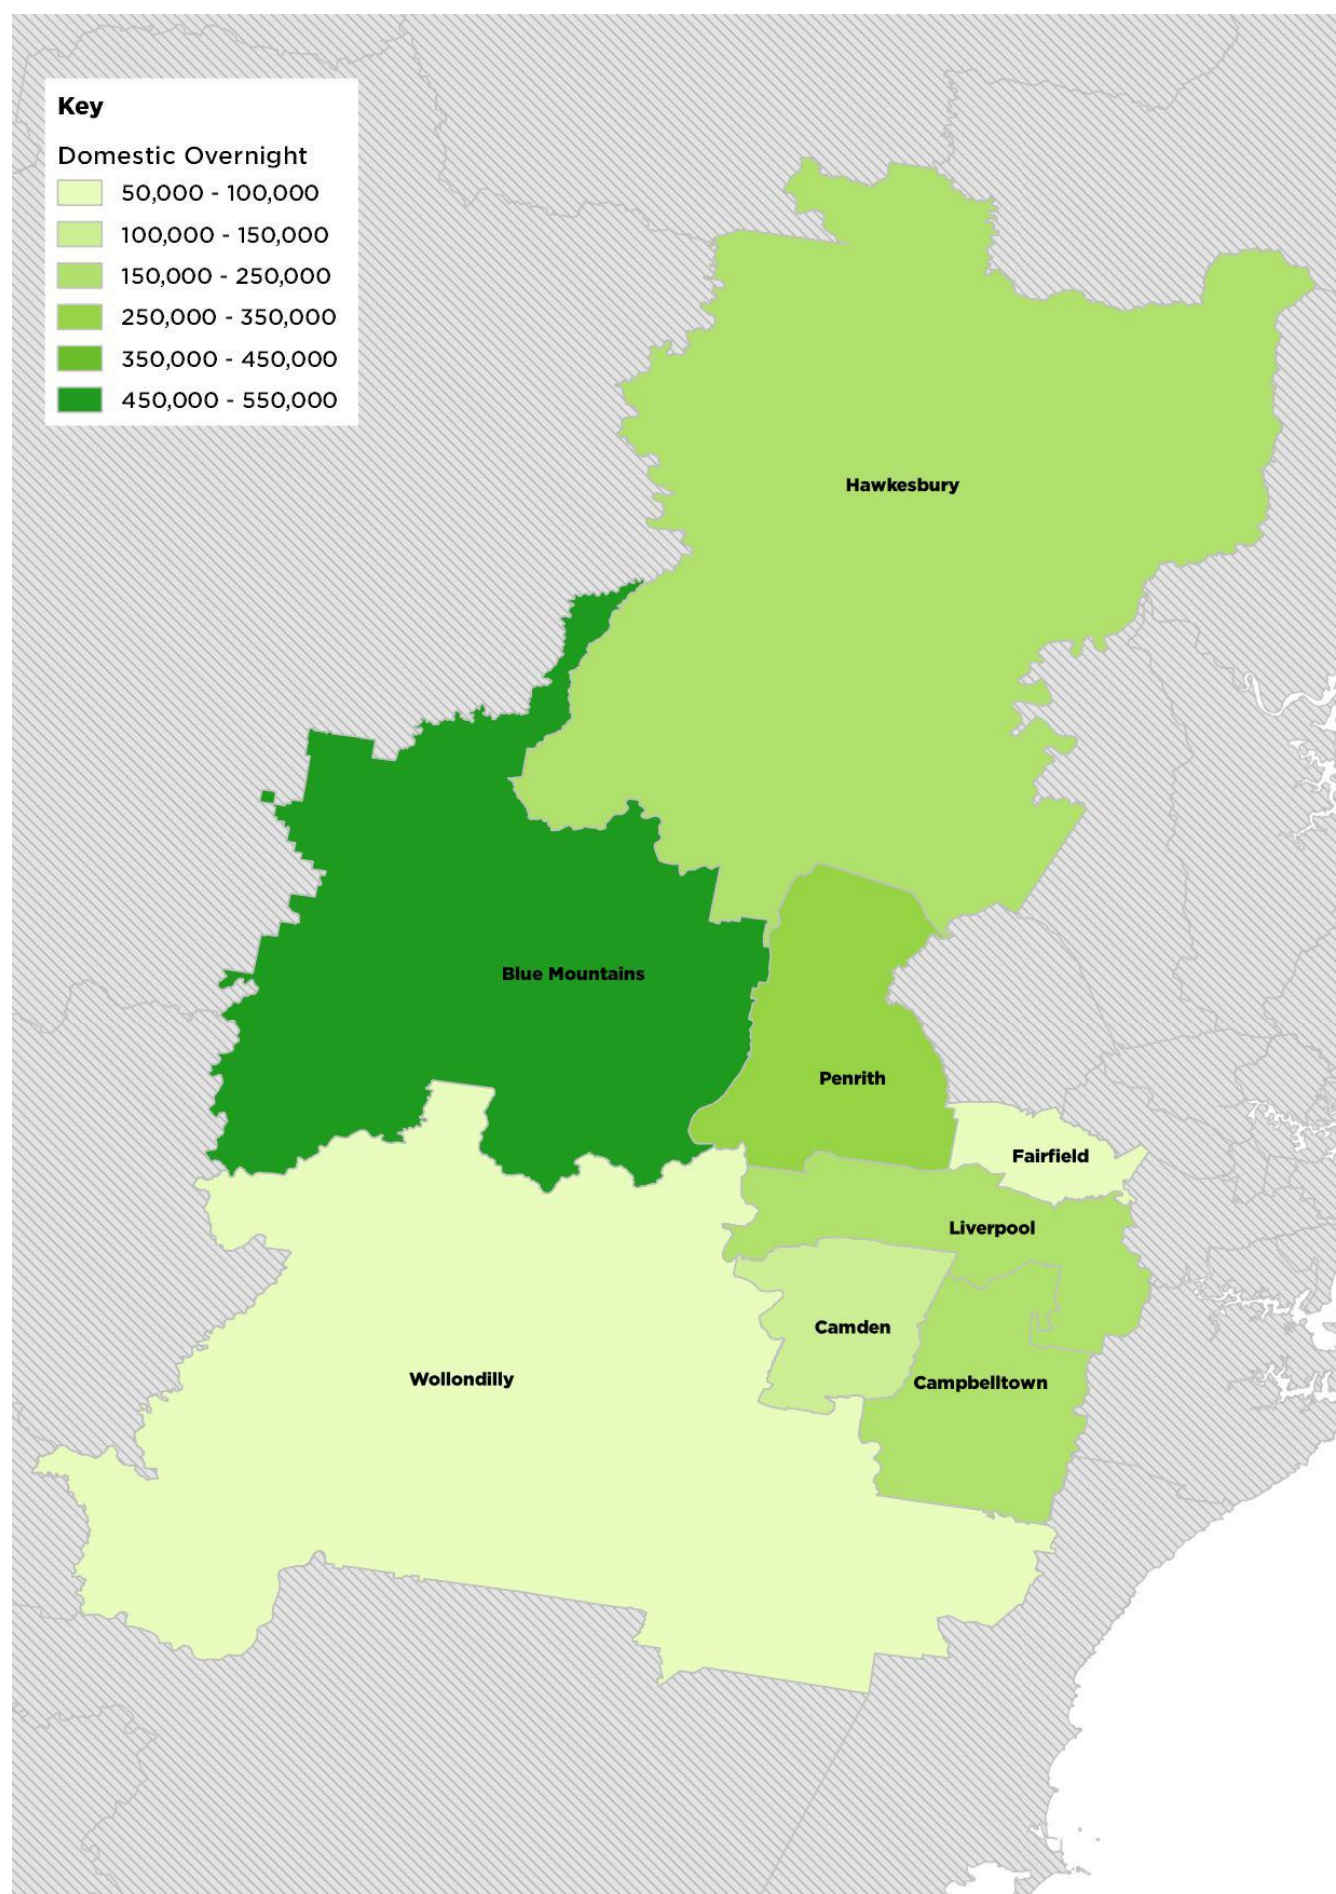 Key
Domestic Overnight
50,000 - 100,000
100,000 - 150,000
150,000 - 250,000
250,000 - 350,000
350,000 - 450,000
450,000 - 550,000
Hawkesbury
Blue Mountains
Penrith
Fairfield
Liverpool
Camden
Wollondilly
Campbelltown